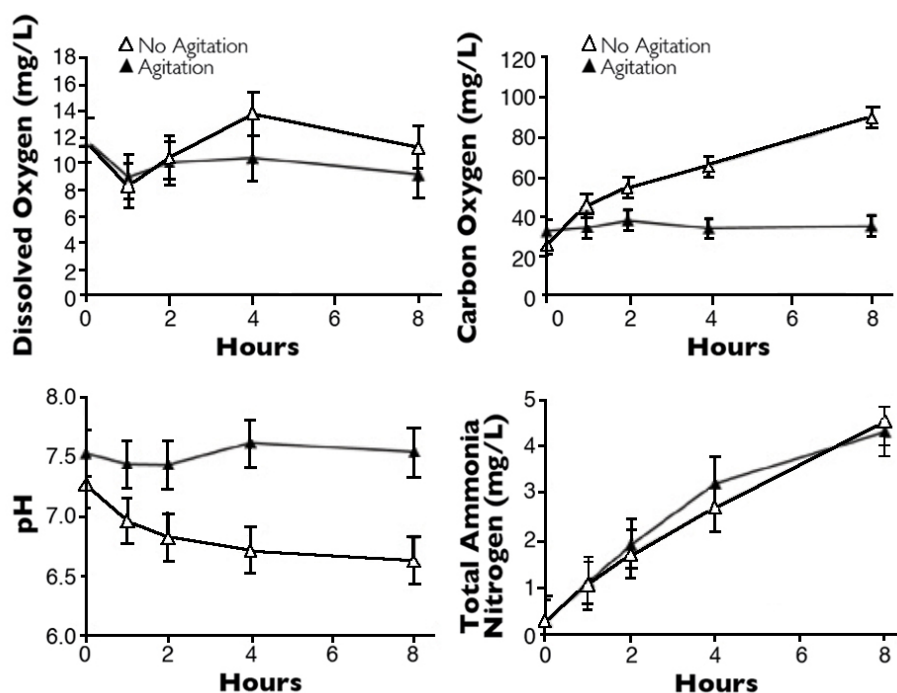 No Agitation
Agitation
Dissolved Oxygen (mg/L)
18
16
14
12
10
8
6
4
2
0
0 2 4 6 8
Hours
No Agitation
Agitation
Carbon Oxygen (mg/L)
120
100
80
60
40
20
0
0 2 4 6 8
Hours
pH
8.0
7.5
7.0
6.5
6.0
0 2 4 6 8
Hours
Total Ammonia
Nitrogen (mg/L)
5
4
3
2
1
0
0 2 4 6 8
Hours